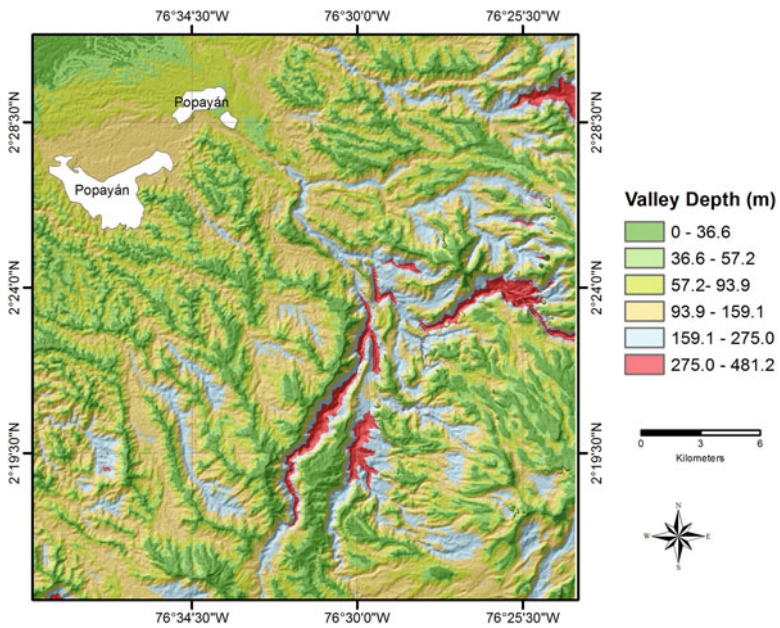 76°34'30"W 76°30'0"W 76°25'30"W
2°28'30"N 2°28'30"N
Popayán
Popayán
Valley Depth (m)
0 - 36.6
36.6 - 57.2
57.2- 93.9
93.9 - 159.1
159.1 - 275.0
275.0 - 481.2
2°24'0"N 2°24'0"N
2°19'30"N 2°19'30"N
0 3 6
Kilometers
N
W E
S
76°34'30"W 76°30'0"W 76°25'30"W